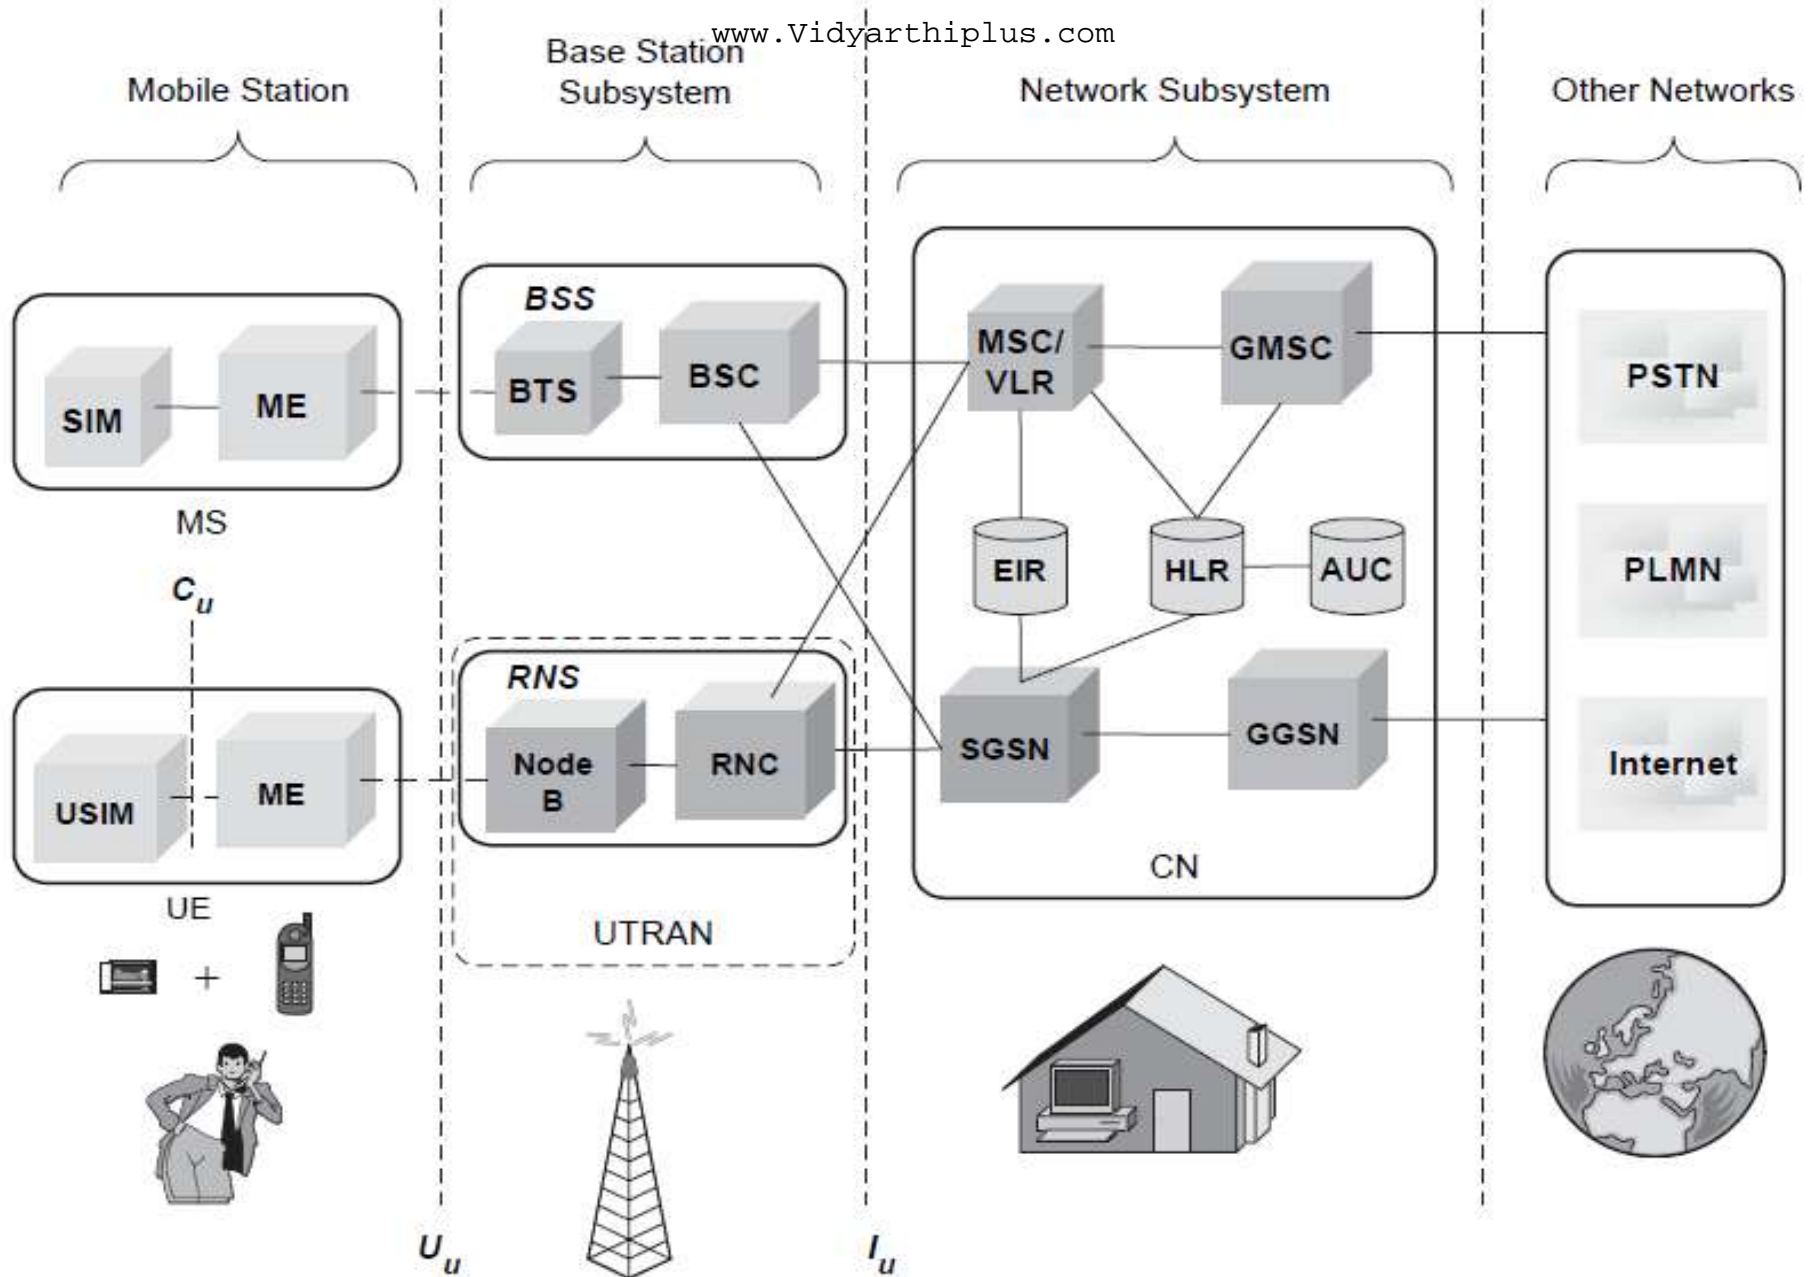 www.Vidyarthiplus.com
Mobile Station
Base Station
Subsystem
Network Subsystem
Other Networks
BSS
SIM
ME
BTS
BSC
MSC/
VLR
GMSC
PSTN
MS
EIR
HLR
AUC
PLMN
Cu
RNS
USIM
ME
Node
B
RNC
SGSN
GGSN
Internet
CN
UE
UTRAN
+
Uu
Iu